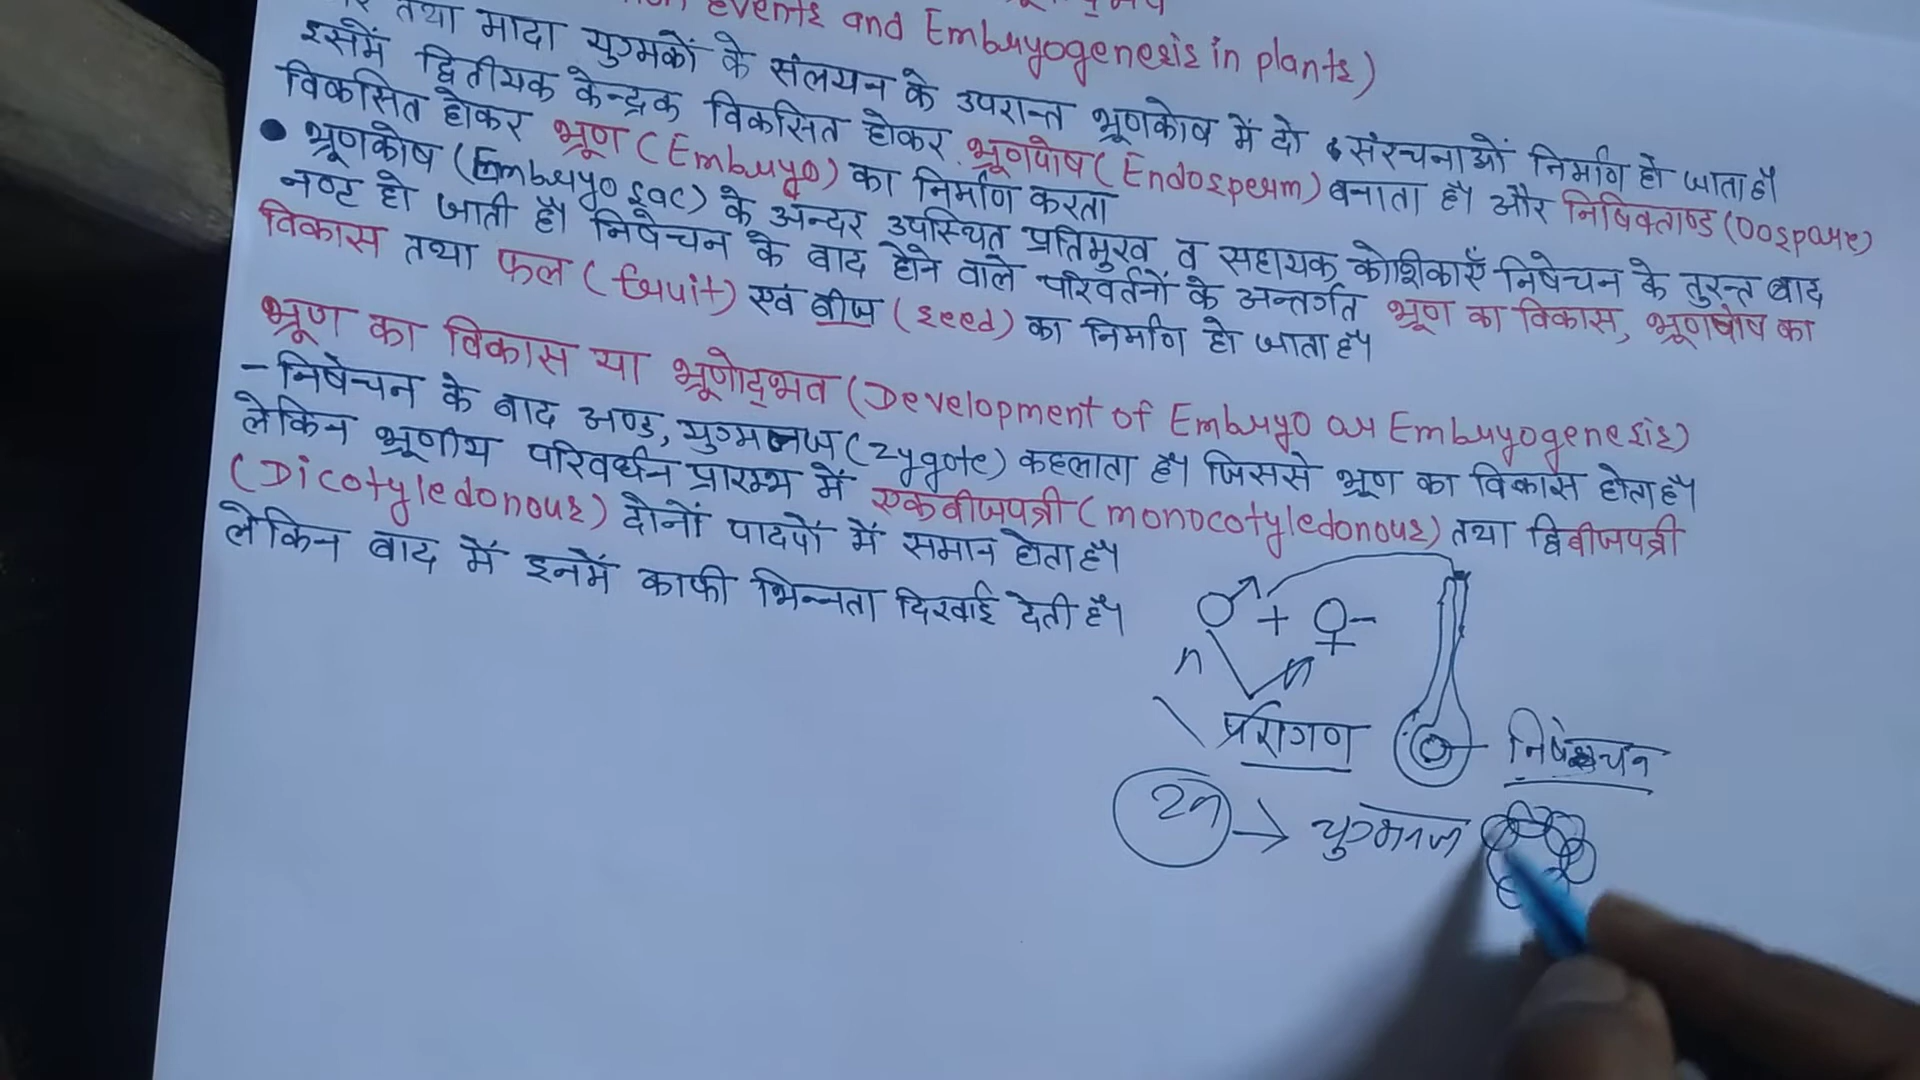 events and Embryogenesis in plants)
तथा मादा युग्मकों के संलयन के उपरान्त भ्रूणकोष में दो संरचनाओं निर्माण हो जाता है।
इसमें द्वितीयक केन्द्रक विकसित होकर भ्रूणपोष (Endosperm) बनाता है। और निषिक्ताण्ड (Oospore)
विकसित होकर भ्रूण (Embryo) का निर्माण करता
• भ्रूणकोष (Embryo sac) के अन्दर उपस्थित प्रतिमुख व सहायक कोशिकाएँ निषेचन के तुरन्त बाद
नष्ट हो जाती है। निषेचन के बाद होने वाले परिवर्तनों के अन्तर्गत भ्रूण का विकास, भ्रूणपोष का
विकास तथा फल (fruit) एवं बीज (seed) का निर्माण हो जाता है।
भ्रूण का विकास या भ्रूणोद्भव (Development of Embryo or Embryogenesis)
- निषेचन के बाद अण्ड, युग्मनज (Zygote) कहलाता है। जिससे भ्रूण का विकास होता है।
लेकिन भ्रूणीय परिवर्धन प्रारम्भ में एकबीजपत्री (monocotyledonous) तथा द्विबीजपत्री
(Dicotyledonous) दोनों पादपों में समान होता है।
लेकिन बाद में इनमें काफी भिन्नता दिखाई देती है।
♂ + ♀
n n
परागण
निषेचन
2n → युग्मनज